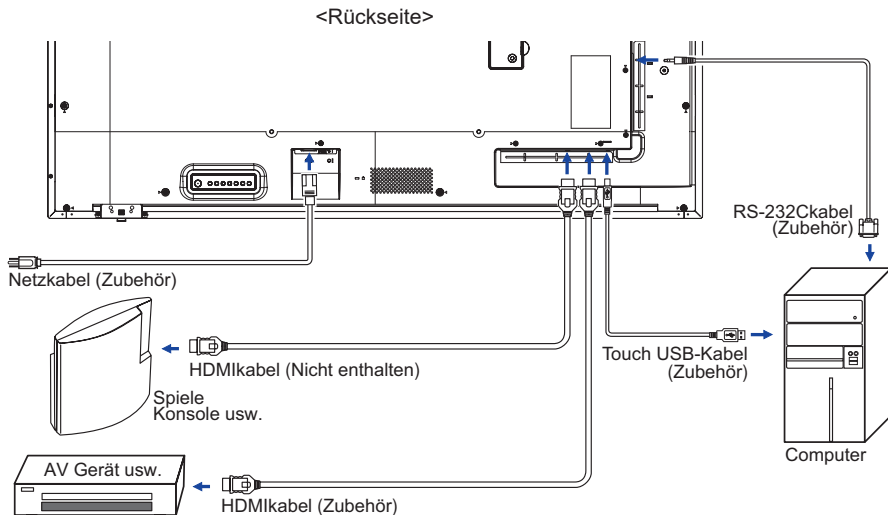 <Rückseite>
RS-232Ckabel
(Zubehör)
Netzkabel (Zubehör)
HDMIkabel (Nicht enthalten)
Touch USB-Kabel
(Zubehör)
Spiele
Konsole usw.
Computer
AV Gerät usw.
HDMIkabel (Zubehör)